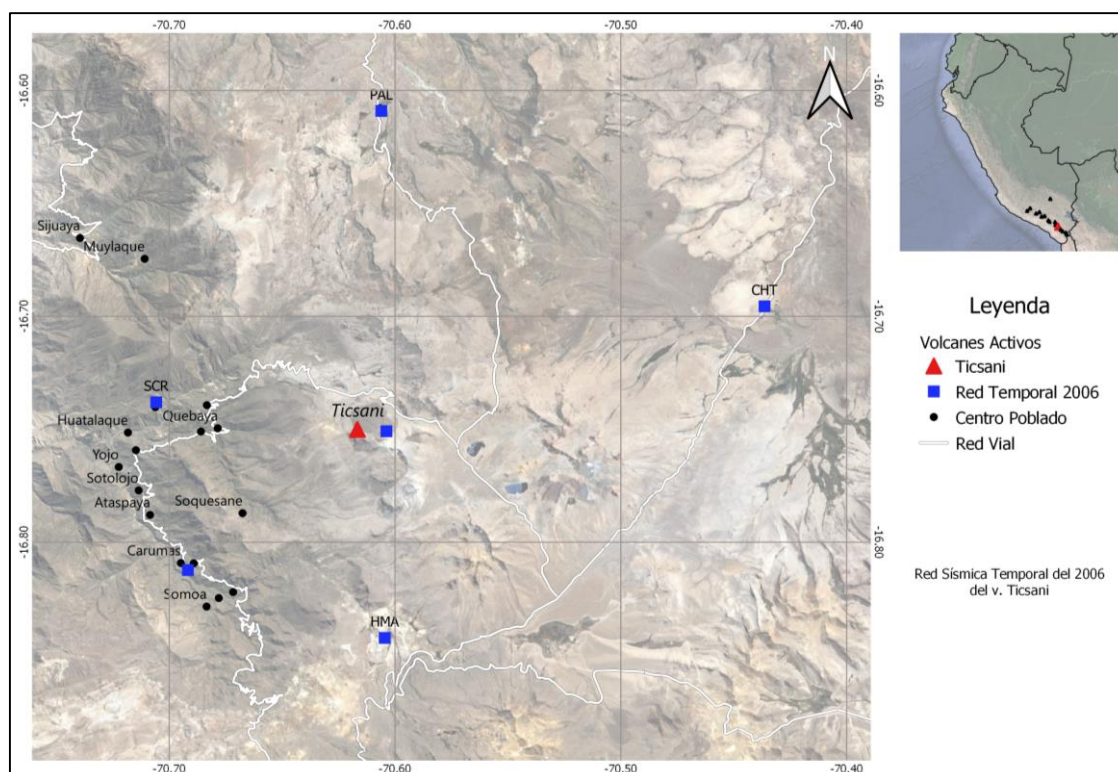 -70.70 -70.60 -70.50 -70.40
N
-16.60 -16.60
PAL
Sijuaya
Muylaque
CHT
-16.70 -16.70
SCR
Quebaya
Huatalaque
Ticsani
Yojo
Sotolojo
Ataspaya
Soquesane
-16.80 -16.80
Carumas
Somoa
HMA
-70.70 -70.60 -70.50 -70.40
Leyenda
Volcanes Activos
Ticsani
Red Temporal 2006
Centro Poblado
Red Vial
Red Sísmica Temporal del 2006
del v. Ticsani